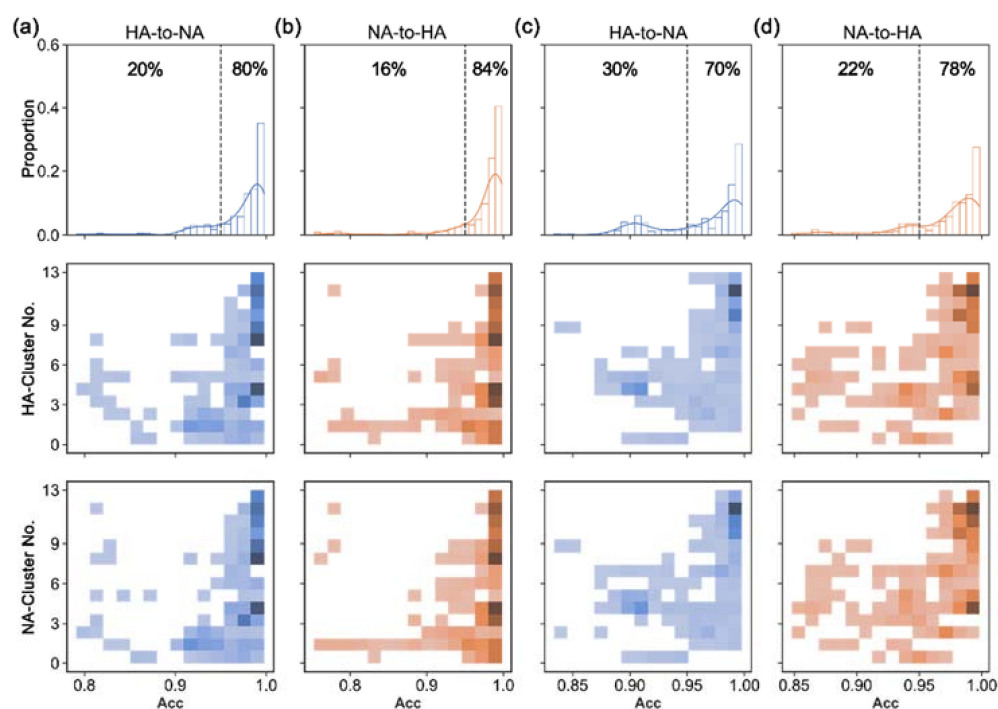 (a) HA-to-NA (b) NA-to-HA (c) HA-to-NA (d) NA-to-HA
0.6
20% 80% 16% 84% 30% 70% 22% 78%
0.4
Proportion
0.2
0.0
13
9
HA-Cluster No.
6
3
0
13
9
NA-Cluster No.
6
3
0
0.8 0.9 1.0 0.8 0.9 1.0 0.85 0.90 0.95 1.00 0.85 0.90 0.95 1.00
Acc Acc Acc Acc